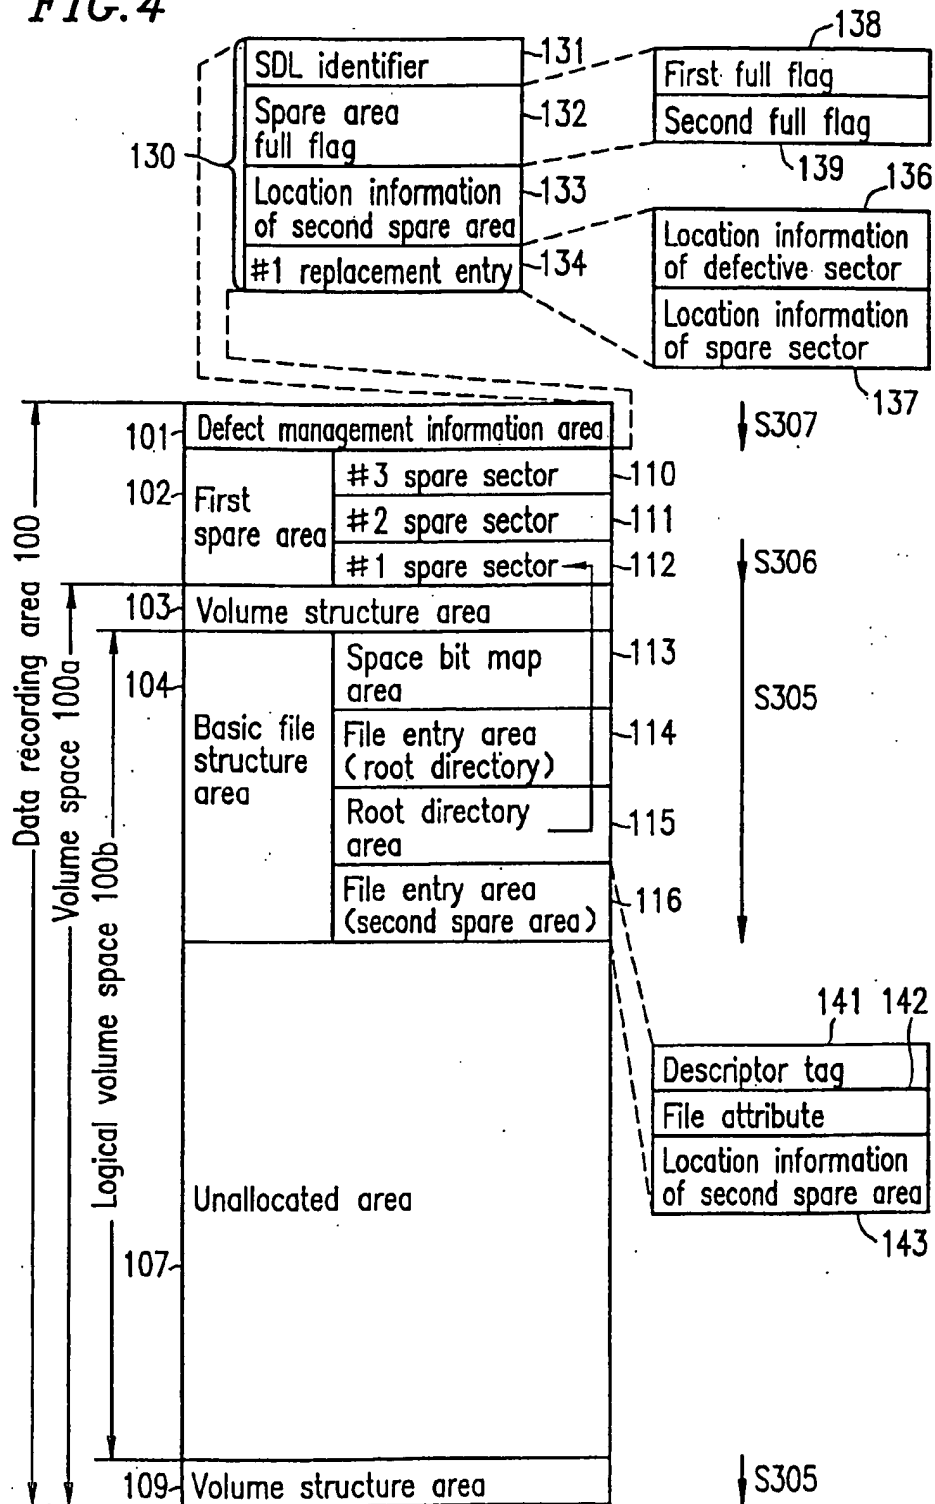 FIG. 4
138
131
SDL identifier
First full flag
132
Spare area
full flag
Second full flag
130
139
133
136
Location information
of second spare area
Location information
of defective sector
134
#1 replacement entry
Location information
of spare sector
137
101
Defect management information area
S307
102
First
spare area
#3 spare sector
110
#2 spare sector
111
#1 spare sector
112
S306
103
Volume structure area
104
Basic file
structure
area
Space bit map
area
113
S305
File entry area
(root directory)
114
Root directory
area
115
File entry area
(second spare area)
116
Data recording area 100
Volume space 100a
Logical volume space 100b
141 142
Descriptor tag
File attribute
Location information
of second spare area
143
Unallocated area
107
109
Volume structure area
S305